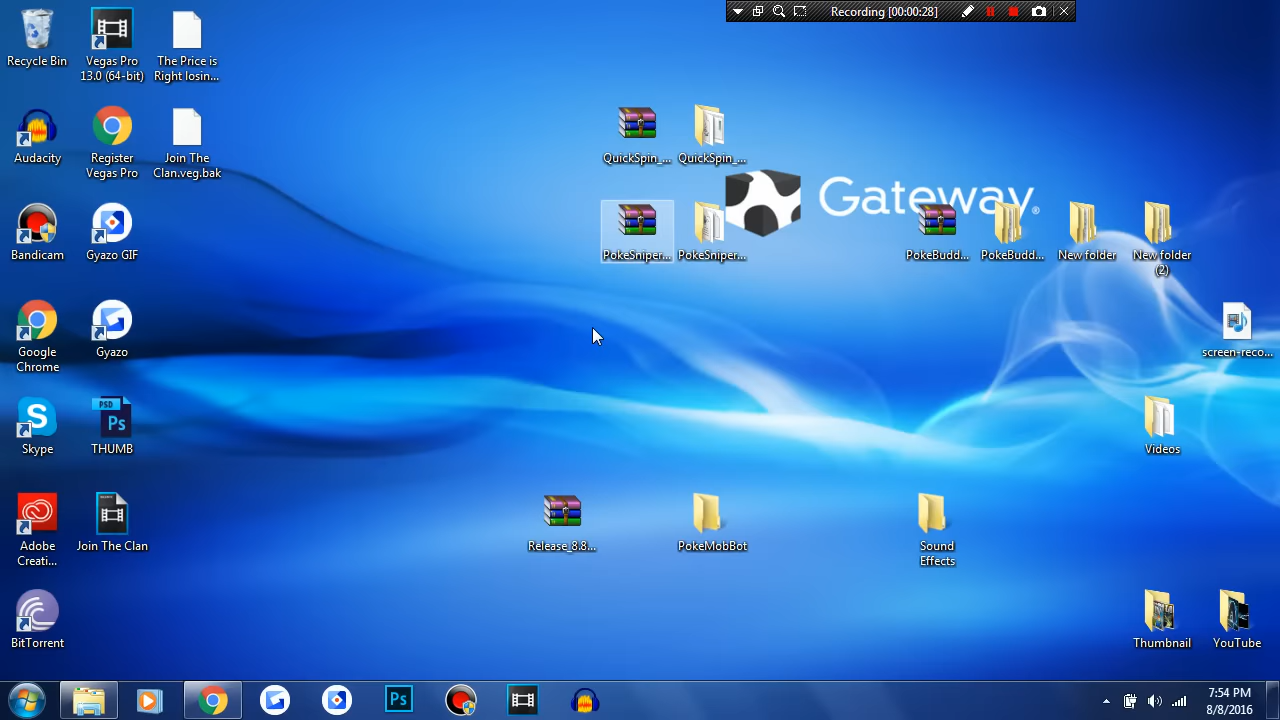 Recording [00:00:28]
Recycle Bin
Vegas Pro
13.0 (64-bit)
The Price is
Right losin...
Audacity
Register
Vegas Pro
Join The
Clan.veg.bak
QuickSpin_...
QuickSpin_...
Gateway®
Bandicam
Gyazo GIF
PokeSniper...
PokeSniper...
PokeBudd...
PokeBudd...
New folder
New folder
(2)
Google
Chrome
Gyazo
screen-reco...
Skype
PSD
Ps
THUMB
Videos
Adobe
Creati...
Join The Clan
Release_8.8...
PokeMobBot
Sound
Effects
BitTorrent
Thumbnail
YouTube
Ps
7:54 PM
8/8/2016